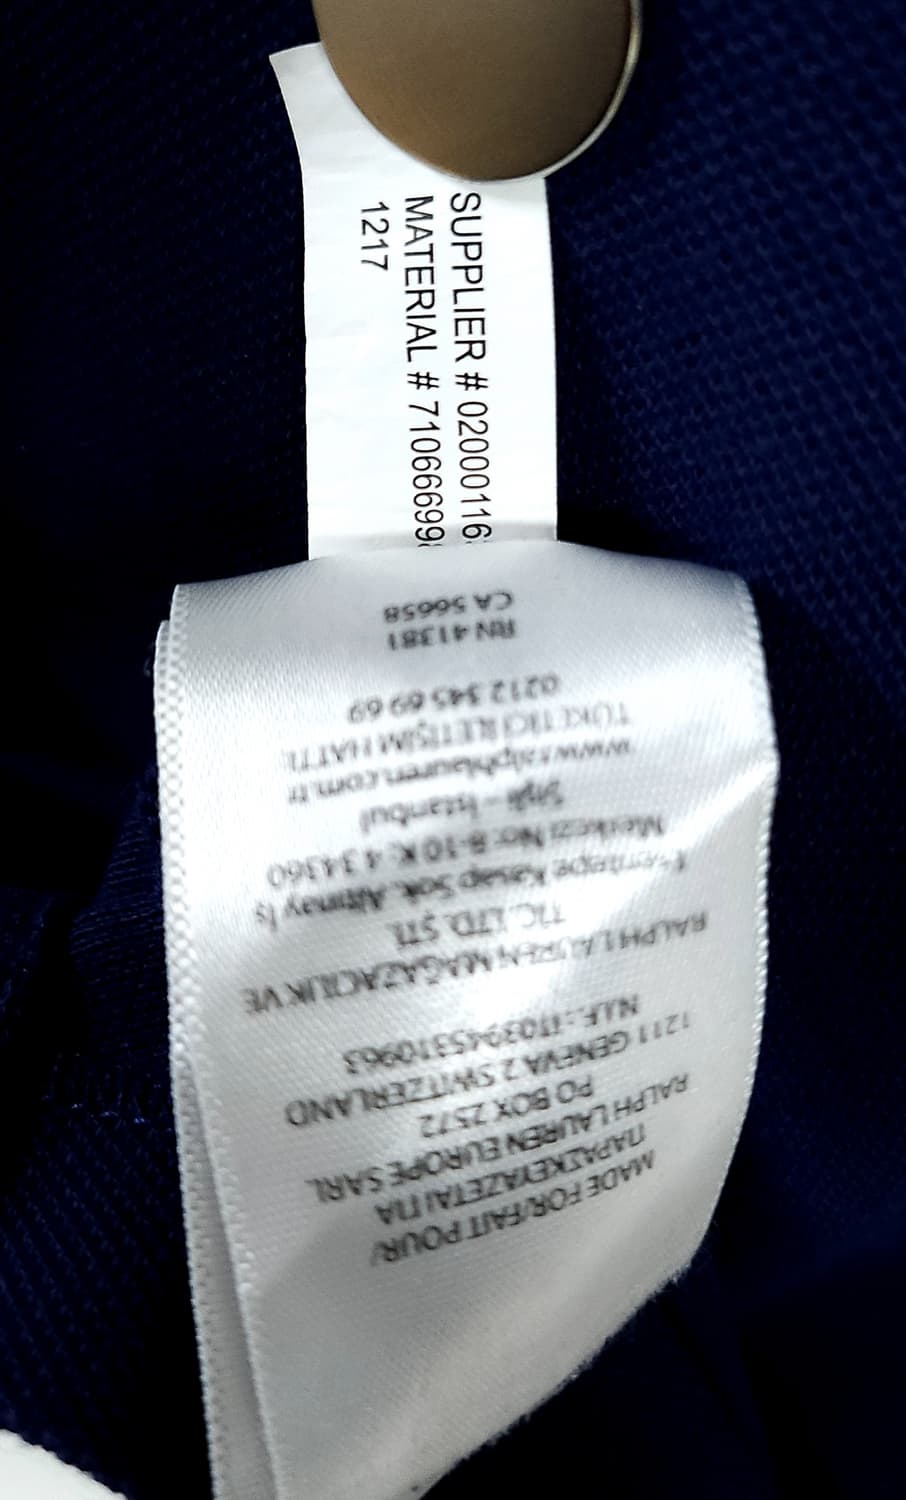 SUPPLIER # 02000116
MATERIAL # 71066699
1217
MADE FOR/FAIT POUR/
ΠΑΡΑΣΚΕΥΑΖΕΤΑΙ ΓΙΑ
RALPH LAUREN EUROPE SARL
PO BOX 2572
1211 GENEVA 2 SWITZERLAND
N.I.F.: IT03945310963
RALPH LAUREN MAĞAZACILIK VE
TİC. LTD. ŞTİ.
Kasap Sok. Altınay İş
Merkezi No: 8-10 K: 4 34360
Şişli - İstanbul
www.ralphlauren.com.tr
TÜKETİCİ İLETİŞİM HATTI:
0212 345 69 69
RN 41381
CA 56658